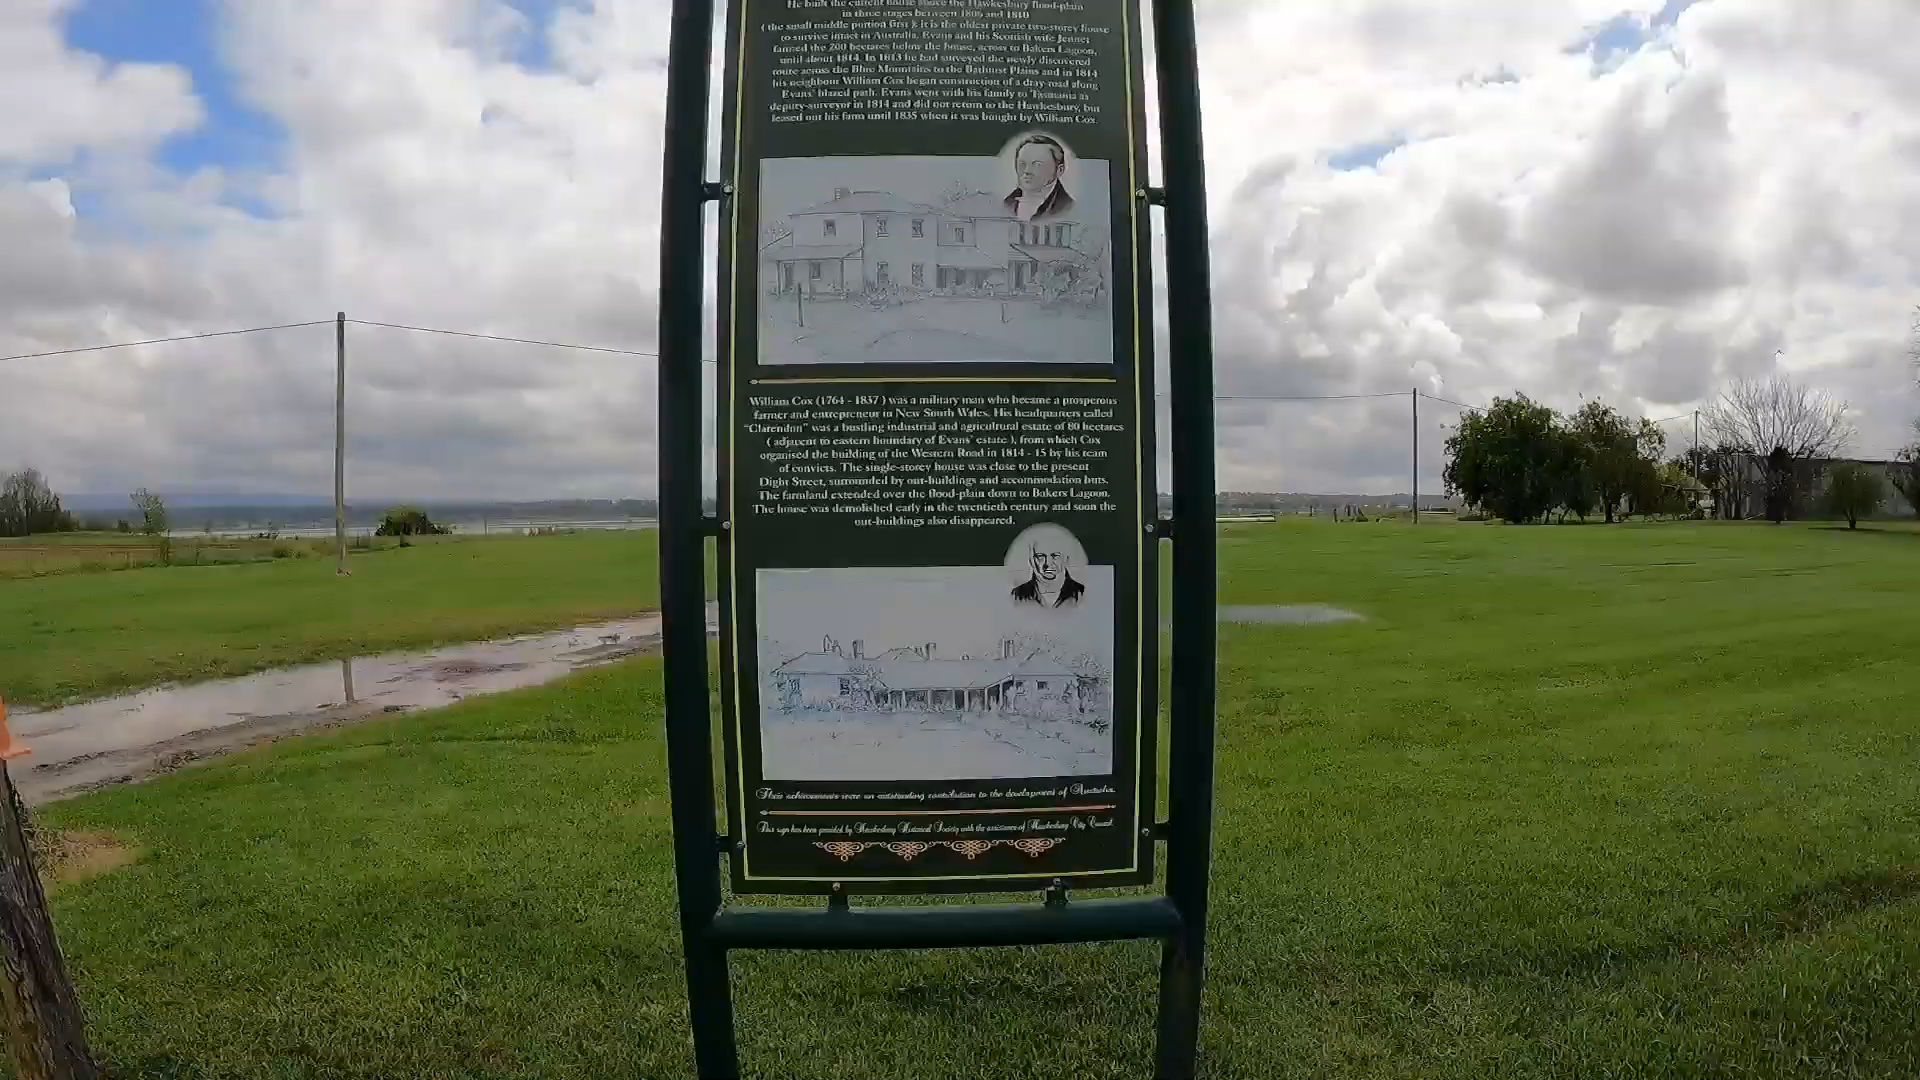 He built the current house above the Hawkesbury flood-plain
in three stages between 1806 and 1810
( the small middle portion first ); it is the oldest private two-storey house
to survive intact in Australia. Evans and his Scottish wife Jennet
farmed the 200 hectares below the house, across to Bakers Lagoon,
until about 1814. In 1813 he had surveyed the newly discovered
route across the Blue Mountains to the Bathurst Plains and in 1814
his neighbour William Cox began construction of a dray-road along
Evans' blazed path. Evans went with his family to Tasmania as
deputy-surveyor in 1814 and did not return to the Hawkesbury, but
leased out his farm until 1835 when it was bought by William Cox.
William Cox (1764 - 1837 ) was a military man who became a prosperous
farmer and entrepreneur in New South Wales. His headquarters called
"Clarendon" was a bustling industrial and agricultural estate of 80 hectares
( adjacent to eastern boundary of Evans' estate ), from which Cox
organised the building of the Western Road in 1814 - 15 by his team
of convicts. The single-storey house was close to the present
Dight Street, surrounded by out-buildings and accommodation huts.
The farmland extended over the flood-plain down to Bakers Lagoon.
The house was demolished early in the twentieth century and soon the
out-buildings also disappeared.
Their achievements were an outstanding contribution to the development of Australia.
This sign has been provided by Hawkesbury Historical Society with the assistance of Hawkesbury City Council.